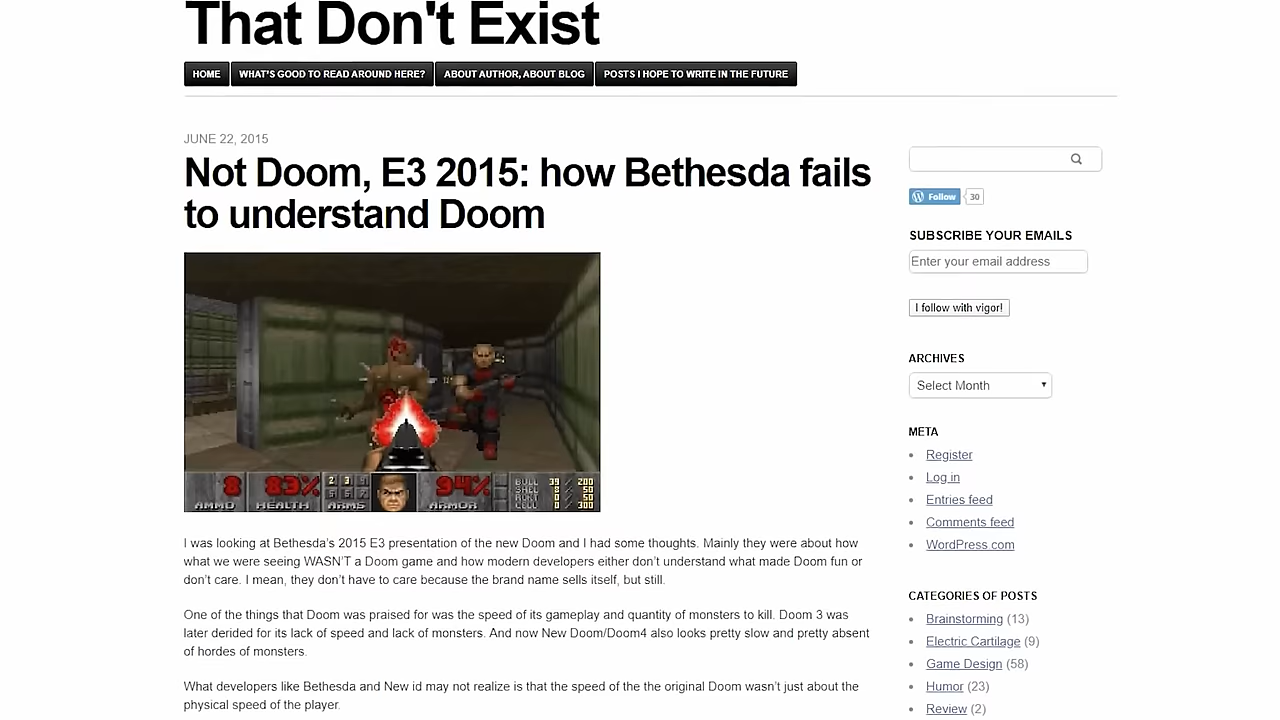 That Don't Exist
HOME
WHAT'S GOOD TO READ AROUND HERE?
ABOUT AUTHOR, ABOUT BLOG
POSTS I HOPE TO WRITE IN THE FUTURE
JUNE 22, 2015
Not Doom, E3 2015: how Bethesda fails
to understand Doom
8
83%
2 3
94%
AMMO
HEALTH
ARMS
ARMOR
BULL 39 / 200
SHEL 8 / 50
RCKT 0 / 50
CELL 0 / 300
I was looking at Bethesda's 2015 E3 presentation of the new Doom and I had some thoughts. Mainly they were about how
what we were seeing WASN'T a Doom game and how modern developers either don't understand what made Doom fun or
don't care. I mean, they don't have to care because the brand name sells itself, but still.
One of the things that Doom was praised for was the speed of its gameplay and quantity of monsters to kill. Doom 3 was
later derided for its lack of speed and lack of monsters. And now New Doom/Doom4 also looks pretty slow and pretty absent
of hordes of monsters.
What developers like Bethesda and New id may not realize is that the speed of the the original Doom wasn't just about the
physical speed of the player.
Follow
30
SUBSCRIBE YOUR EMAILS
Enter your email address
I follow with vigor!
ARCHIVES
Select Month
META
Register
Log in
Entries feed
Comments feed
WordPress.com
CATEGORIES OF POSTS
Brainstorming (13)
Electric Cartilage (9)
Game Design (58)
Humor (23)
Review (2)